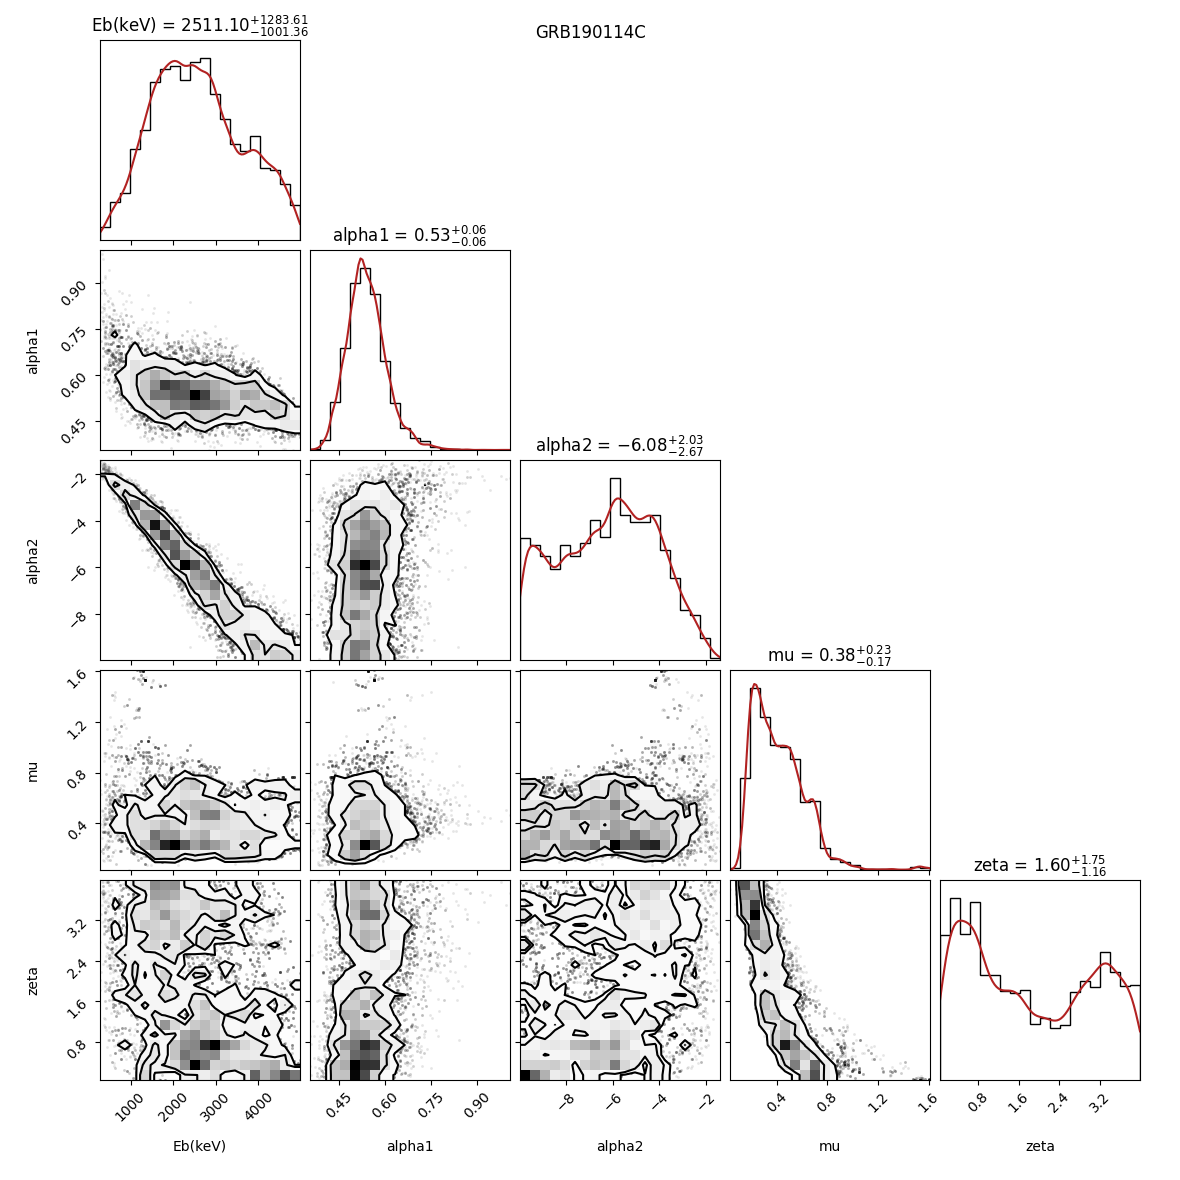 Eb(keV) = 2511.10+1283.61 −1001.36
GRB190114C
alpha1 = 0.53+0.06 −0.06
0.90
0.75
0.60
0.45
alpha1
alpha2 = −6.08+2.03 −2.67
−2
−4
−6
−8
alpha2
mu = 0.38+0.23 −0.17
1.6
1.2
0.8
0.4
mu
zeta = 1.60+1.75 −1.16
3.2
2.4
1.6
0.8
zeta
1000 2000 3000 4000
0.45 0.60 0.75 0.90
−8 −6 −4 −2
0.4 0.8 1.2 1.6
0.8 1.6 2.4 3.2
Eb(keV) alpha1 alpha2 mu zeta